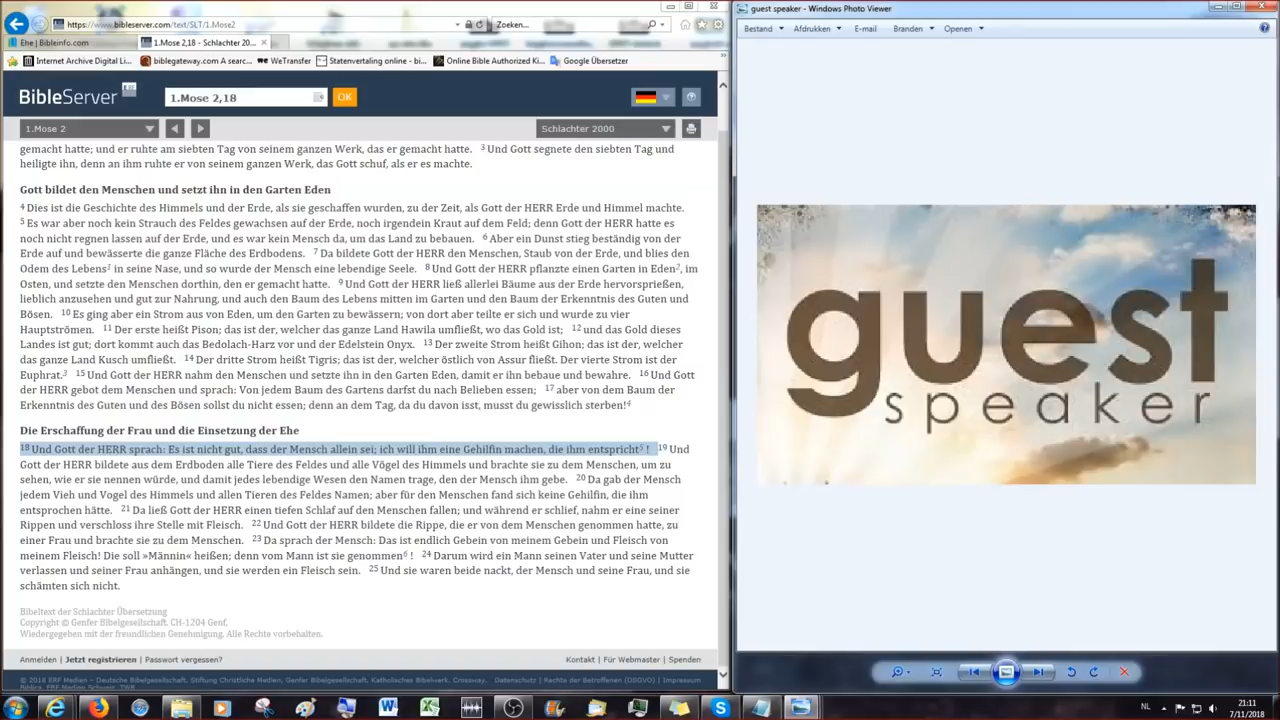 https://www.bibleserver.com/text/SLT/1.Mose2
Zoeken...
Ehe | Bibleinfo.com
1.Mose 2,18 - Schlachter 20...
Internet Archive Digital Li...
biblegateway.com A searc...
WeTransfer
Statenvertaling online - bi...
Online Bible Authorized Ki...
Google Übersetzer
BibleServer
1.Mose 2,18
OK
1.Mose 2
Schlachter 2000
gemacht hatte; und er ruhte am siebten Tag von seinem ganzen Werk, das er gemacht hatte. 3 Und Gott segnete den siebten Tag und
heiligte ihn, denn an ihm ruhte er von seinem ganzen Werk, das Gott schuf, als er es machte.
Gott bildet den Menschen und setzt ihn in den Garten Eden
4 Dies ist die Geschichte des Himmels und der Erde, als sie geschaffen wurden, zu der Zeit, als Gott der HERR Erde und Himmel machte.
5 Es war aber noch kein Strauch des Feldes gewachsen auf der Erde, noch irgendein Kraut auf dem Feld; denn Gott der HERR hatte es
noch nicht regnen lassen auf der Erde, und es war kein Mensch da, um das Land zu bebauen. 6 Aber ein Dunst stieg beständig von der
Erde auf und bewässerte die ganze Fläche des Erdbodens. 7 Da bildete Gott der HERR den Menschen, Staub von der Erde, und blies den
Odem des Lebens1 in seine Nase, und so wurde der Mensch eine lebendige Seele. 8 Und Gott der HERR pflanzte einen Garten in Eden2, im
Osten, und setzte den Menschen dorthin, den er gemacht hatte. 9 Und Gott der HERR ließ allerlei Bäume aus der Erde hervorsprießen,
lieblich anzusehen und gut zur Nahrung, und auch den Baum des Lebens mitten im Garten und den Baum der Erkenntnis des Guten und
Bösen. 10 Es ging aber ein Strom aus von Eden, um den Garten zu bewässern; von dort aber teilte er sich und wurde zu vier
Hauptströmen. 11 Der erste heißt Pison; das ist der, welcher das ganze Land Hawila umfließt, wo das Gold ist; 12 und das Gold dieses
Landes ist gut; dort kommt auch das Bedolach-Harz vor und der Edelstein Onyx. 13 Der zweite Strom heißt Gihon; das ist der, welcher
das ganze Land Kusch umfließt. 14 Der dritte Strom heißt Tigris; das ist der, welcher östlich von Assur fließt. Der vierte Strom ist der
Euphrat.3 15 Und Gott der HERR nahm den Menschen und setzte ihn in den Garten Eden, damit er ihn bebaue und bewahre. 16 Und Gott
der HERR gebot dem Menschen und sprach: Von jedem Baum des Gartens darfst du nach Belieben essen; 17 aber von dem Baum der
Erkenntnis des Guten und des Bösen sollst du nicht essen; denn an dem Tag, da du davon isst, musst du gewisslich sterben!4
Die Erschaffung der Frau und die Einsetzung der Ehe
18 Und Gott der HERR sprach: Es ist nicht gut, dass der Mensch allein sei; ich will ihm eine Gehilfin machen, die ihm entspricht5 ! 19 Und
Gott der HERR bildete aus dem Erdboden alle Tiere des Feldes und alle Vögel des Himmels und brachte sie zu dem Menschen, um zu
sehen, wie er sie nennen würde, und damit jedes lebendige Wesen den Namen trage, den der Mensch ihm gebe. 20 Da gab der Mensch
jedem Vieh und Vogel des Himmels und allen Tieren des Feldes Namen; aber für den Menschen fand sich keine Gehilfin, die ihm
entsprochen hätte. 21 Da ließ Gott der HERR einen tiefen Schlaf auf den Menschen fallen; und während er schlief, nahm er eine seiner
Rippen und verschloss ihre Stelle mit Fleisch. 22 Und Gott der HERR bildete die Rippe, die er von dem Menschen genommen hatte, zu
einer Frau und brachte sie zu dem Menschen. 23 Da sprach der Mensch: Das ist endlich Gebein von meinem Gebein und Fleisch von
meinem Fleisch! Die soll »Männin« heißen; denn vom Mann ist sie genommen6 ! 24 Darum wird ein Mann seinen Vater und seine Mutter
verlassen und seiner Frau anhängen, und sie werden ein Fleisch sein. 25 Und sie waren beide nackt, der Mensch und seine Frau, und sie
schämten sich nicht.
Bibeltext der Schlachter Übersetzung
Copyright © Genfer Bibelgesellschaft, CH-1204 Genf,
Wiedergegeben mit der freundlichen Genehmigung. Alle Rechte vorbehalten.
Anmelden | Jetzt registrieren | Passwort vergessen?
Kontakt | Für Webmaster | Spenden
© 2018 ERF Medien – Deutsche Bibelgesellschaft, Stiftung Christliche Medien, Genfer Bibelgesellschaft, Katholisches Bibelwerk, Crossway,
Datenschutz | Rechte der Betroffenen (DSGVO) | Impressum
Biblica, ERF Medien Schweiz, TWR
guest speaker - Windows Photo Viewer
Bestand Afdrukken E-mail Branden Openen
guest
speaker
NL
21:11
7/11/2018